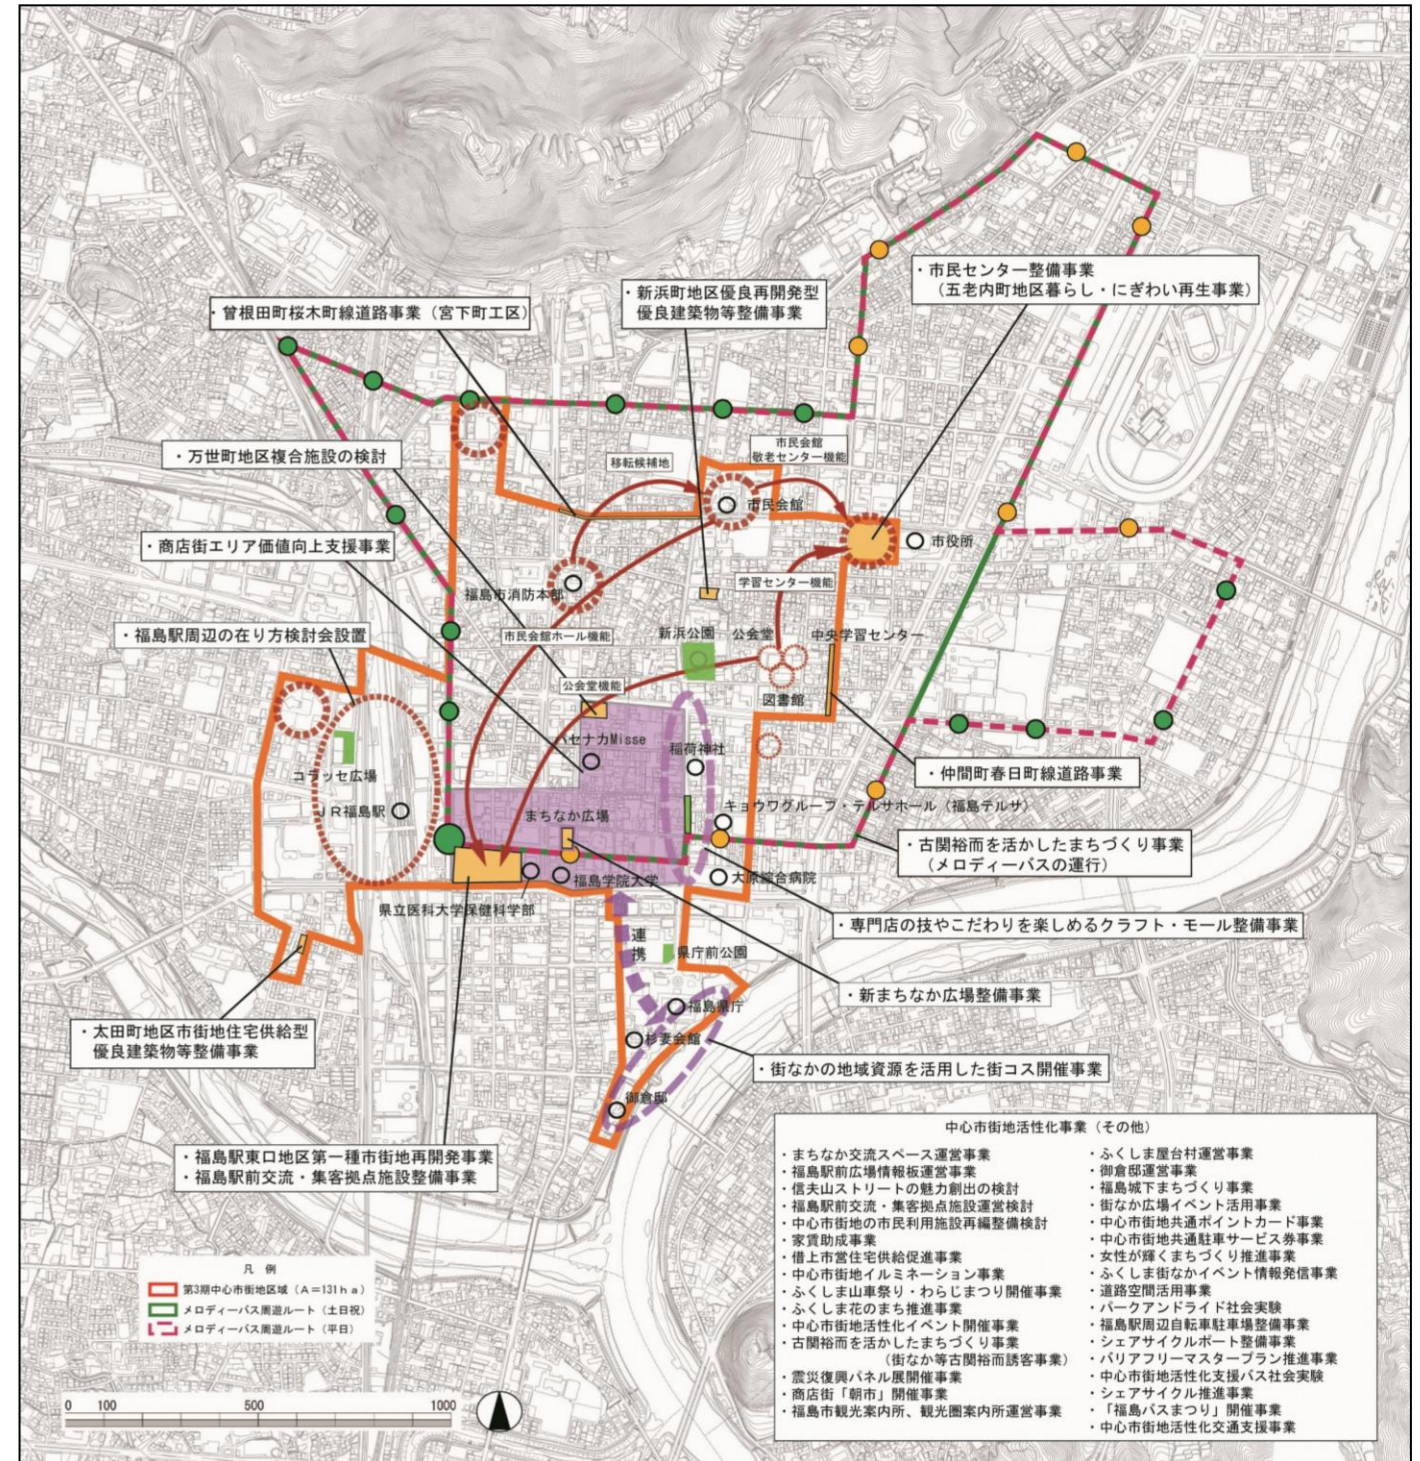 ・市民センター整備事業
（五老内町地区暮らし・にぎわい再生事業）
・新浜町地区優良再開発型
優良建築物等整備事業
・曾根田町桜木町線道路事業（宮下町工区）
市民会館
敬老センター機能
・万世町地区複合施設の検討
移転候補地
市民会館
・商店街エリア価値向上支援事業
市役所
学習センター機能
福島市消防本部
・福島駅周辺の在り方検討会設置
市民会館ホール機能
新浜公園
公会堂
中央学習センター
公会堂機能
図書館
パセナカMisse
稲荷神社
コラッセ広場
・仲間町春日町線道路事業
ＪＲ福島駅
まちなか広場
キョウワグループ・テルサホール（福島テルサ）
・古関裕而を活かしたまちづくり事業
（メロディーバスの運行）
福島学院大学
大原綜合病院
県立医科大学保健科学部
・専門店の技やこだわりを楽しめるクラフト・モール整備事業
連携
県庁前公園
・新まちなか広場整備事業
福島県庁
・太田町地区市街地住宅供給型
優良建築物等整備事業
杉妻会館
・街なかの地域資源を活用した街コス開催事業
御倉邸
・福島駅東口地区第一種市街地再開発事業
・福島駅前交流・集客拠点施設整備事業
中心市街地活性化事業（その他）
・まちなか交流スペース運営事業
・福島駅前広場情報板運営事業
・信夫山ストリートの魅力創出の検討
・福島駅前交流・集客拠点施設運営検討
・中心市街地の市民利用施設再編整備検討
・家賃助成事業
・借上市営住宅供給促進事業
・中心市街地イルミネーション事業
・ふくしま山車祭り・わらじまつり開催事業
・ふくしま花のまち推進事業
・中心市街地活性化イベント開催事業
・古関裕而を活かしたまちづくり事業
（街なか等古関裕而誘客事業）
・震災復興パネル展開催事業
・商店街「朝市」開催事業
・福島市観光案内所、観光圏案内所運営事業
・ふくしま屋台村運営事業
・御倉邸運営事業
・福島城下まちづくり事業
・街なか広場イベント活用事業
・中心市街地共通ポイントカード事業
・中心市街地共通駐車サービス券事業
・女性が輝くまちづくり推進事業
・ふくしま街なかイベント情報発信事業
・道路空間活用事業
・パークアンドライド社会実験
・福島駅周辺自転車駐車場整備事業
・シェアサイクルポート整備事業
・バリアフリーマスタープラン推進事業
・中心市街地活性化支援バス社会実験
・シェアサイクル推進事業
・「福島バスまつり」開催事業
・中心市街地活性化交通支援事業
凡 例
第3期中心市街地区域（A＝131ha）
メロディーバス周遊ルート（土日祝）
メロディーバス周遊ルート（平日）
0 100 500 1000